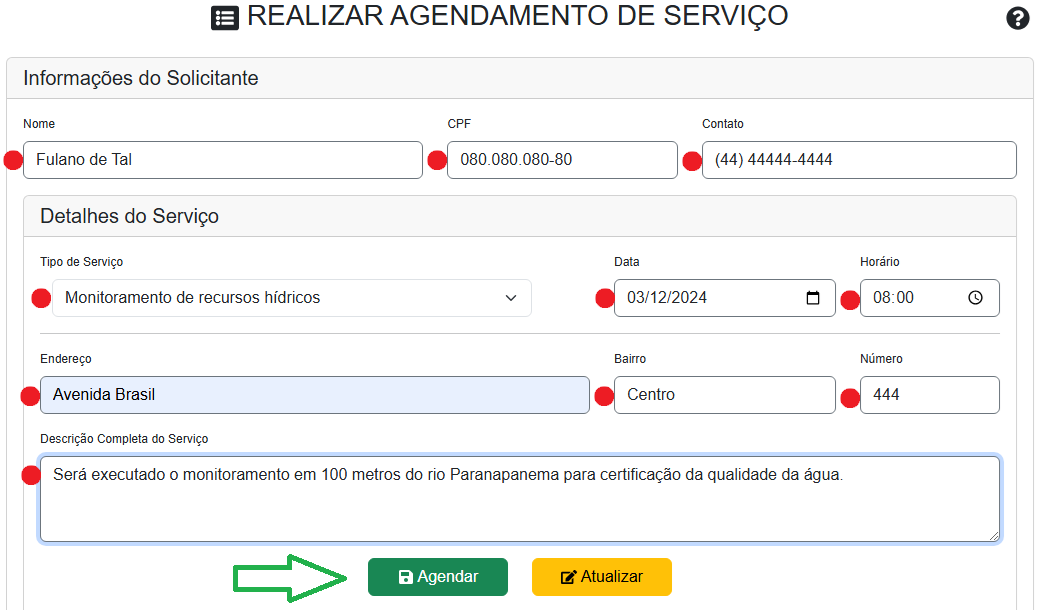 REALIZAR AGENDAMENTO DE SERVIÇO
Informações do Solicitante
Nome CPF Contato
Fulano de Tal 080.080.080-80 (44) 44444-4444
Detalhes do Serviço
Tipo de Serviço Data Horário
Monitoramento de recursos hídricos 03/12/2024 08:00
Endereço Bairro Número
Avenida Brasil Centro 444
Descrição Completa do Serviço
Será executado o monitoramento em 100 metros do rio Paranapanema para certificação da qualidade da água.
Agendar Atualizar